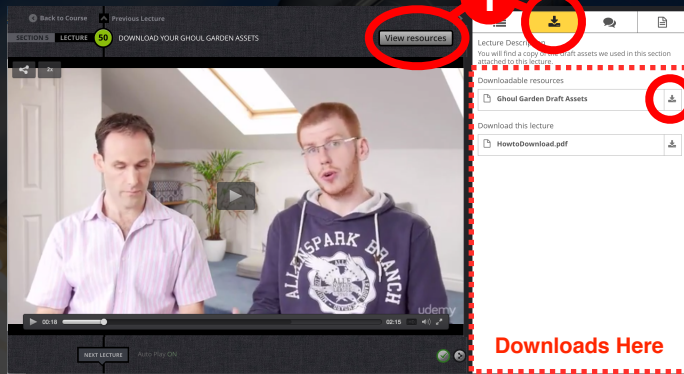 Back to Course
Previous Lecture
SECTION 5 LECTURE 50 DOWNLOAD YOUR GHOUL GARDEN ASSETS
View resources
1
2x
Lecture Description
You will find a copy of the draft assets we used in this section
attached to this lecture.
Downloadable resources
Ghoul Garden Draft Assets
Download this lecture
HowtoDownload.pdf
ALLENSPARK
BRANCH
udemy
00:18
02:15
NEXT LECTURE
Auto Play ON
Downloads Here